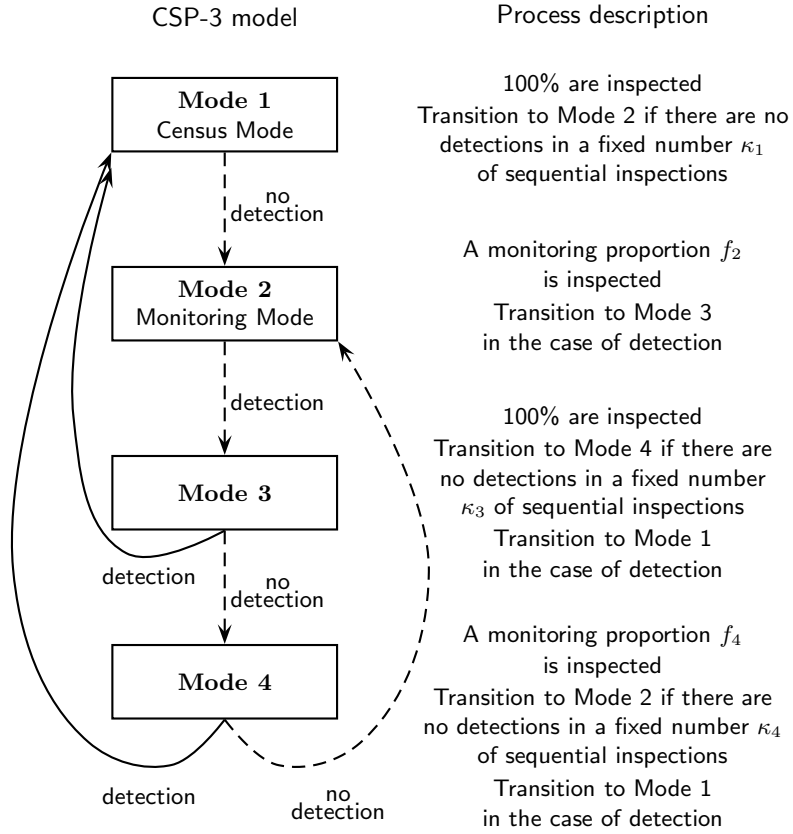 CSP-3 model
Process description
Mode 1
Census Mode
100% are inspected
Transition to Mode 2 if there are no
detections in a fixed number κ₁
of sequential inspections
no
detection
Mode 2
Monitoring Mode
A monitoring proportion f₂
is inspected
Transition to Mode 3
in the case of detection
detection
Mode 3
100% are inspected
Transition to Mode 4 if there are
no detections in a fixed number
κ₃ of sequential inspections
Transition to Mode 1
in the case of detection
detection
no
detection
Mode 4
A monitoring proportion f₄
is inspected
Transition to Mode 2 if there are
no detections in a fixed number κ₄
of sequential inspections
Transition to Mode 1
in the case of detection
detection
no
detection